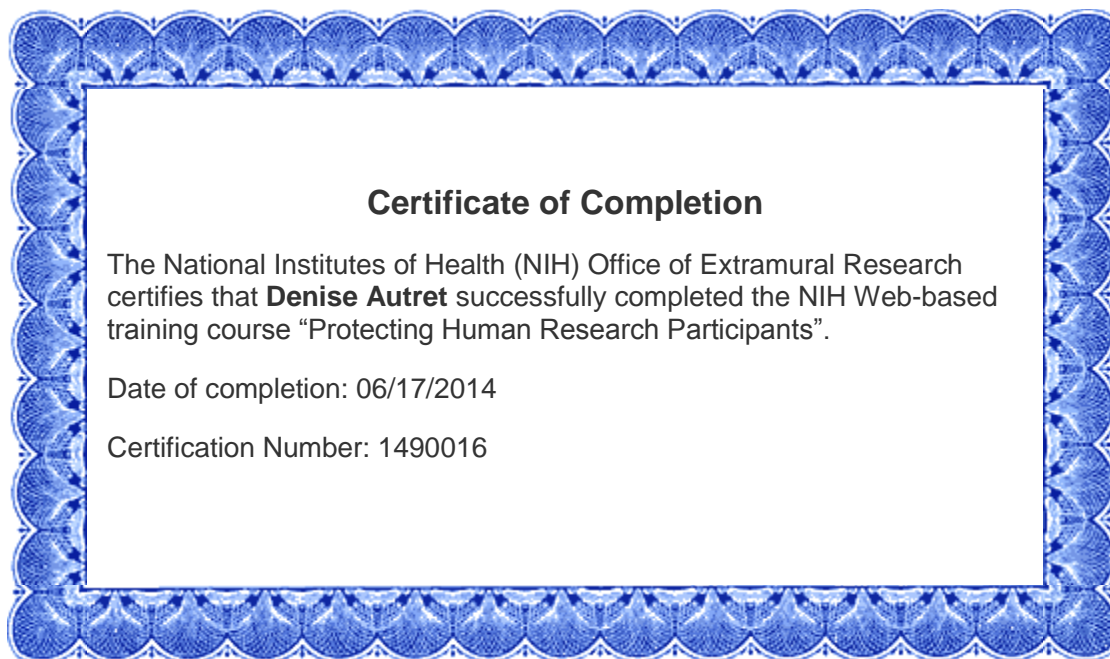 Certificate of Completion
The National Institutes of Health (NIH) Office of Extramural Research
certifies that Denise Autret successfully completed the NIH Web-based
training course “Protecting Human Research Participants”.
Date of completion: 06/17/2014
Certification Number: 1490016